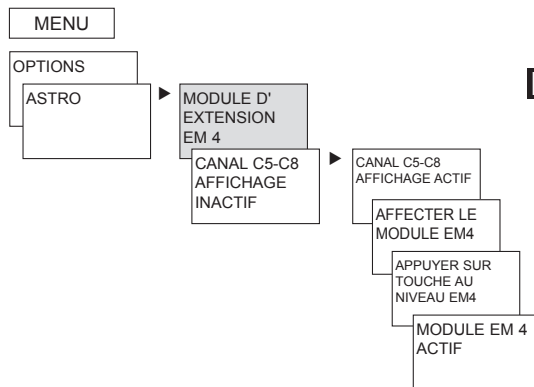 MENU
OPTIONS
ASTRO
MODULE D'
EXTENSION
EM 4
CANAL C5-C8
AFFICHAGE
INACTIF
CANAL C5-C8
AFFICHAGE ACTIF
AFFECTER LE
MODULE EM4
APPUYER SUR
TOUCHE AU
NIVEAU EM4
MODULE EM 4
ACTIF